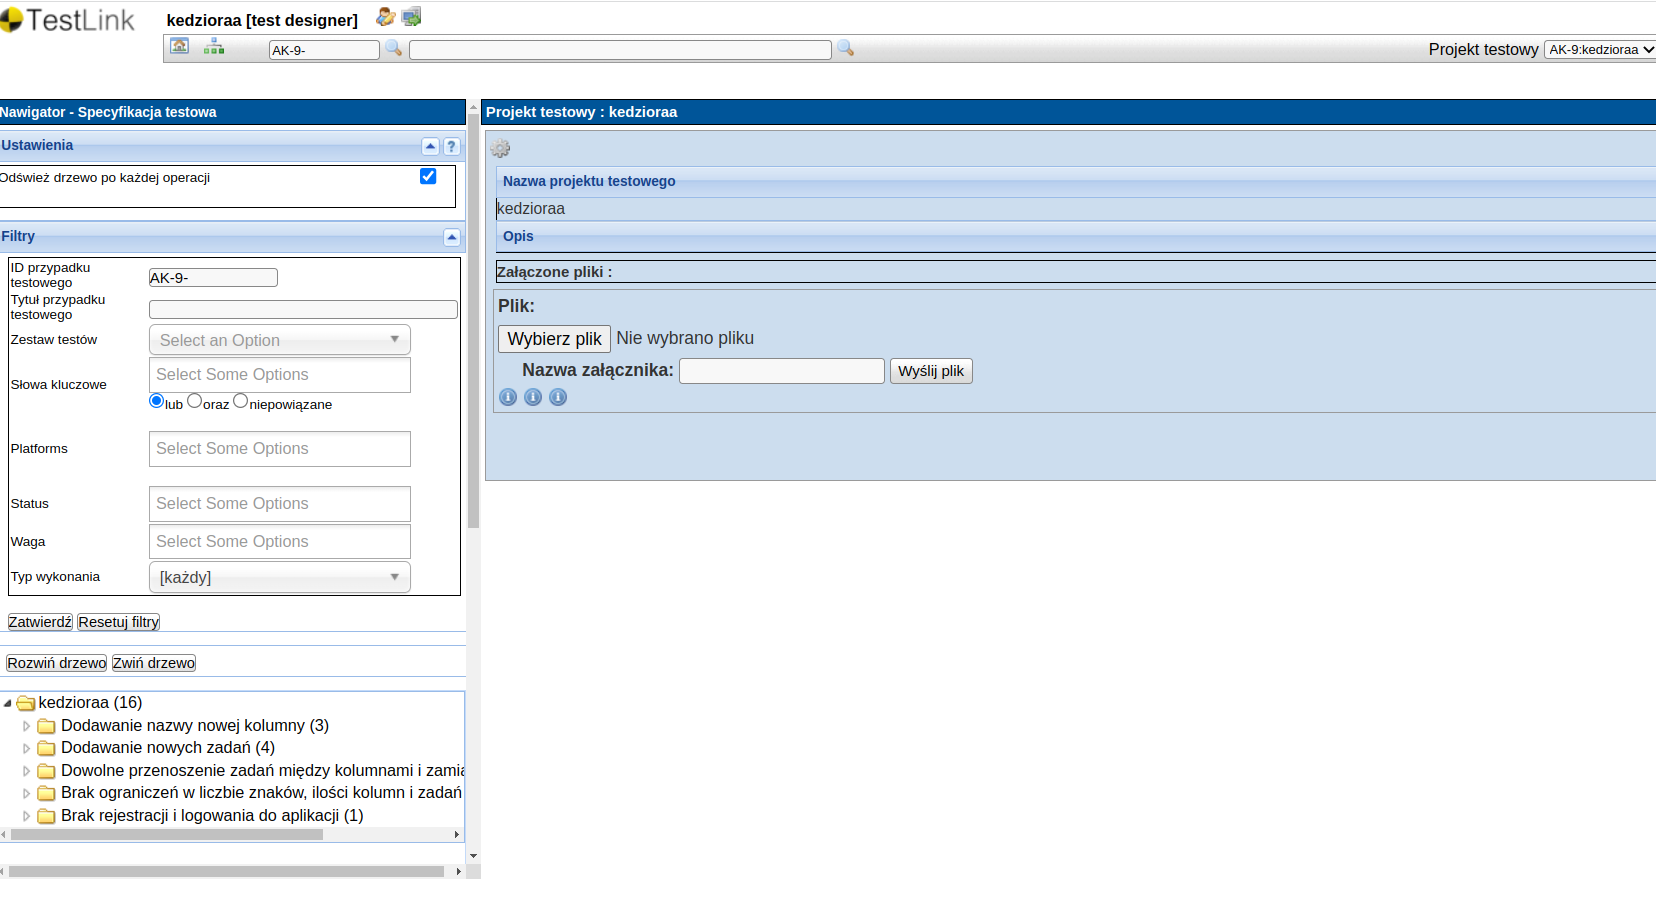 TestLink
kedzioraa [test designer]
AK-9-
Projekt testowy AK-9:kedzioraa
Nawigator - Specyfikacja testowa
Ustawienia
?
Odśwież drzewo po każdej operacji
Filtry
ID przypadku
testowego
AK-9-
Tytuł przypadku
testowego
Zestaw testów
Select an Option
Słowa kluczowe
Select Some Options
lub oraz niepowiązane
Platforms
Select Some Options
Status
Select Some Options
Waga
Select Some Options
Typ wykonania
[każdy]
Zatwierdź Resetuj filtry
Rozwiń drzewo Zwiń drzewo
kedzioraa (16)
Dodawanie nazwy nowej kolumny (3)
Dodawanie nowych zadań (4)
Dowolne przenoszenie zadań między kolumnami i zamia
Brak ograniczeń w liczbie znaków, ilości kolumn i zadań
Brak rejestracji i logowania do aplikacji (1)
Projekt testowy : kedzioraa
Nazwa projektu testowego
kedzioraa
Opis
Załączone pliki :
Plik:
Wybierz plik Nie wybrano pliku
Nazwa załącznika: Wyślij plik